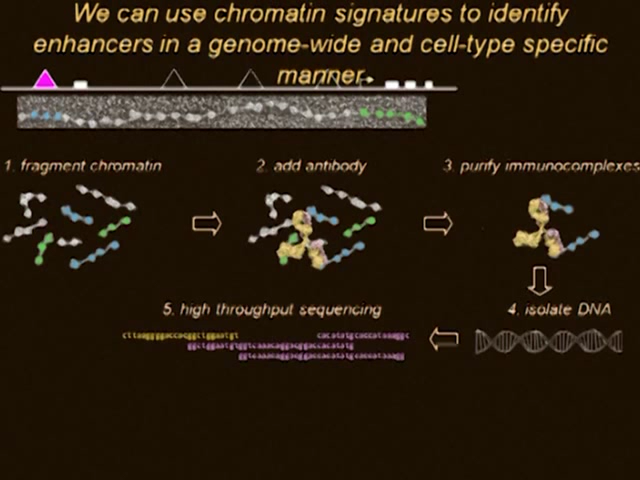 We can use chromatin signatures to identify
enhancers in a genome-wide and cell-type specific
manner
1. fragment chromatin
2. add antibody
3. purify immunocomplexes
4. isolate DNA
5. high throughput sequencing